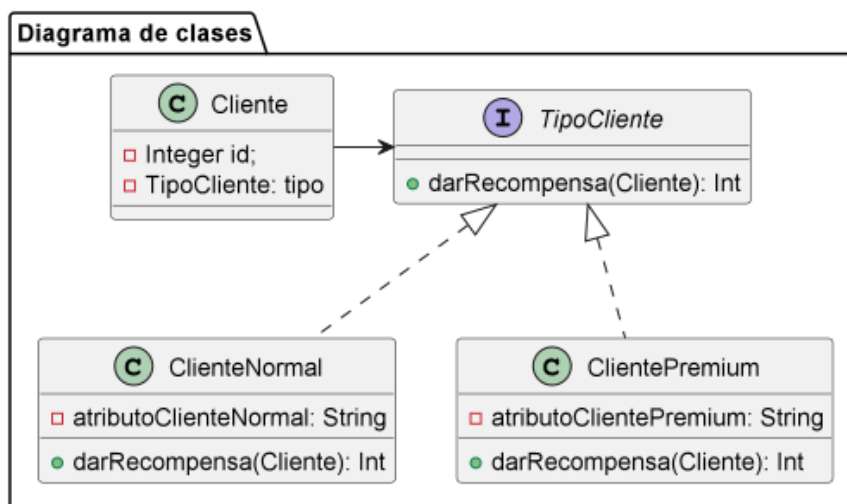 Diagrama de clases
C Cliente
Integer id;
TipoCliente: tipo
I TipoCliente
darRecompensa(Cliente): Int
C ClienteNormal
atributoClienteNormal: String
darRecompensa(Cliente): Int
C ClientePremium
atributoClientePremium: String
darRecompensa(Cliente): Int